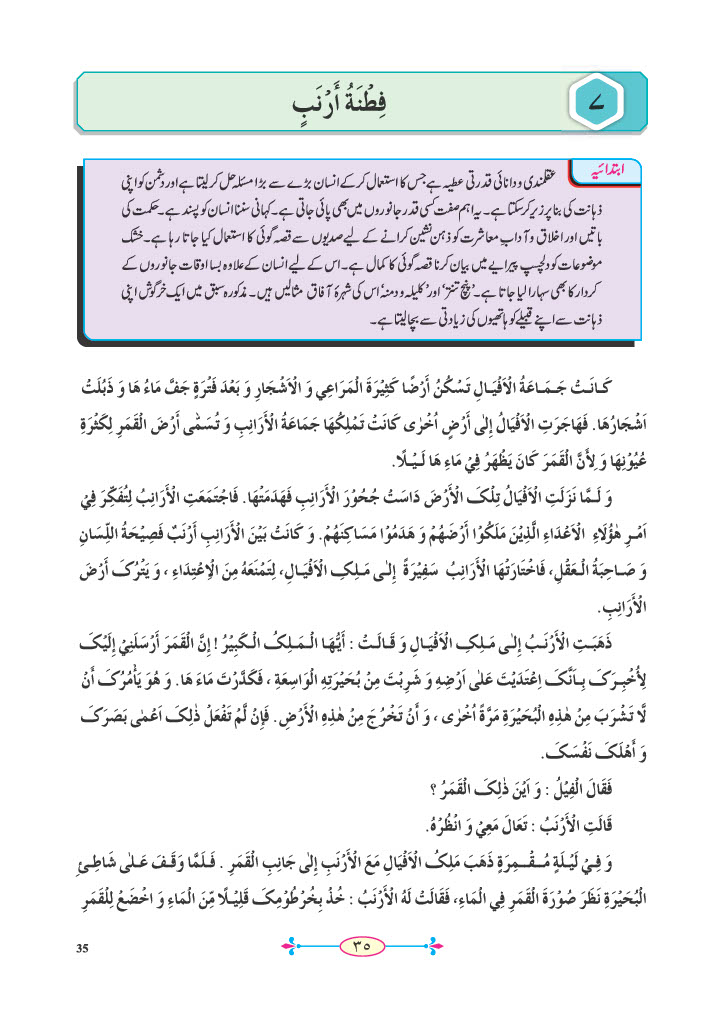 ۷
فِطْنَةُ أَرْنَبٍ
ابتدائیہ
عقلمندی و دانائی قدرتی عطیہ ہے جس کا استعمال کرکے انسان بڑے سے بڑا مسئلہ حل کر لیتا ہے اور دشمن کو اپنی
ذہانت کی بنا پر زیر کرسکتا ہے۔ یہ اہم صفت کسی قدر جانوروں میں بھی پائی جاتی ہے۔ کہانی سننا انسان کو پسند ہے۔ حکمت کی
باتیں اور اخلاق و آدابِ معاشرت کو ذہن نشین کرانے کے لیے صدیوں سے قصہ گوئی کا استعمال کیا جاتا رہا ہے۔ خشک
موضوعات کو دلچسپ پیرایے میں بیان کرنا قصہ گوئی کا کمال ہے۔ اس کے لیے انسان کے علاوہ بسا اوقات جانوروں کے
کردار کا بھی سہارا لیا جاتا ہے۔ ’پنچ تنتر‘ اور ’کلیلہ و دمنہ‘ اس کی شہرۂ آفاق مثالیں ہیں۔ مذکورہ سبق میں ایک خرگوش اپنی
ذہانت سے اپنے قبیلے کو ہاتھیوں کی زیادتی سے بچا لیتا ہے۔
کَانَتْ جَمَاعَةُ الْاَفْیَالِ تَسْکُنُ أَرْضًا کَثِیْرَةَ الْمَرَاعِي وَ الْاَشْجَارِ وَ بَعْدَ فَتْرَةٍ جَفَّ مَاءُ هَا وَ ذَبُلَتْ
اَشْجَارُهَا. فَهَاجَرَتِ الْاَفْیَالُ إِلٰی أَرْضٍ اُخْرٰی کَانَتْ تَمْلِکُهَا جَمَاعَةُ الْأَرَانِبِ وَ تُسَمّٰی أَرْضَ الْقَمَرِ لِکَثْرَةِ
عُیُوْنِهَا وَ لِأَنَّ الْقَمَرَ کَانَ یَظْهَرُ فِيْ مَاءِ هَا لَیْلًا.
وَ لَمَّا نَزَلَتِ الْاَفْیَالُ تِلْکَ الْأَرْضَ دَاسَتْ جُحُوْرَ الْأَرَانِبِ فَهَدَمَتْهَا. فَاجْتَمَعَتِ الْأَرَانِبُ لِتُفَکِّرَ فِيْ
اَمْرِ هٰؤُلَاءِ الْاَعْدَاءِ الَّذِیْنَ مَلَکُوْا أَرْضَهُمْ وَ هَدَمُوْا مَسَاکِنَهُمْ. وَ کَانَتْ بَیْنَ الْأَرَانِبِ أَرْنَبٌ فَصِیْحَةُ اللِّسَانِ
وَ صَاحِبَةُ الْعَقْلِ، فَاخْتَارَتْهَا الْأَرَانِبُ سَفِیْرَةً إِلٰی مَلِکِ الْاَفْیَالِ، لِتَمْنَعَهُ مِنَ الْاِعْتِدَاءِ ، وَ یَتْرُکَ أَرْضَ
الْأَرَانِبِ.
ذَهَبَتِ الْأَرْنَبُ إِلٰی مَلِکِ الْاَفْیَالِ وَ قَالَتْ : أَیُّهَا الْمَلِکُ الْکَبِیْرُ ! إِنَّ الْقَمَرَ أَرْسَلَنِيْ إِلَیْکَ
لِأُخْبِرَکَ بِاَنَّکَ اِعْتَدَیْتَ عَلٰی اَرْضِهٖ وَ شَرِبْتَ مِنْ بُحَیْرَتِهِ الْوَاسِعَةِ ، فَکَدَّرْتَ مَاءَ هَا. وَ هُوَ یَأْمُرُکَ أَنْ
لَّا تَشْرَبَ مِنْ هٰذِهِ الْبُحَیْرَةِ مَرَّةً اُخْرٰی ، وَ أَنْ تَخْرُجَ مِنْ هٰذِهِ الْأَرْضِ. فَإِنْ لَّمْ تَفْعَلْ ذٰلِکَ اَعْمٰی بَصَرَکَ
وَ أَهْلَکَ نَفْسَکَ.
فَقَالَ الْفِیْلُ : وَ اَیْنَ ذٰلِکَ الْقَمَرُ ؟
قَالَتِ الْأَرْنَبُ : تَعَالَ مَعِيْ وَ انْظُرْهُ.
وَ فِيْ لَیْلَةٍ مُقْمِرَةٍ ذَهَبَ مَلِکُ الْاَفْیَالِ مَعَ الْأَرْنَبِ إِلٰی جَانِبِ الْقَمَرِ . فَلَمَّا وَقَفَ عَلٰی شَاطِئِ
الْبُحَیْرَةِ نَظَرَ صُوْرَةَ الْقَمَرِ فِي الْمَاءِ، فَقَالَتْ لَهُ الْأَرْنَبُ : خُذْ بِخُرْطُوْمِکَ قَلِیْلًا مِّنَ الْمَاءِ وَ اخْضَعْ لِلْقَمَرِ
۳۵
35